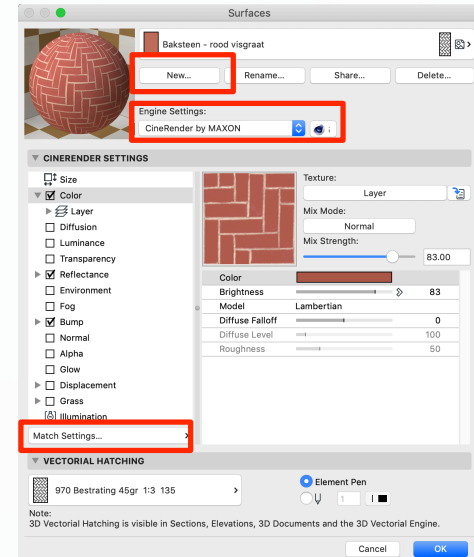 Surfaces
Baksteen - rood visgraat
New... Rename... Share... Delete...
Engine Settings:
CineRender by MAXON
CINERENDER SETTINGS
Size
Color
Layer
Diffusion
Luminance
Transparency
Reflectance
Environment
Fog
Bump
Normal
Alpha
Glow
Displacement
Grass
Illumination
Match Settings...
Texture:
Layer
Mix Mode:
Normal
Mix Strength:
83.00
Color
Brightness 83
Model Lambertian
Diffuse Falloff 0
Diffuse Level 100
Roughness 50
VECTORIAL HATCHING
970 Bestrating 45gr 1:3 135
Element Pen
1
Note:
3D Vectorial Hatching is visible in Sections, Elevations, 3D Documents and the 3D Vectorial Engine.
Cancel OK